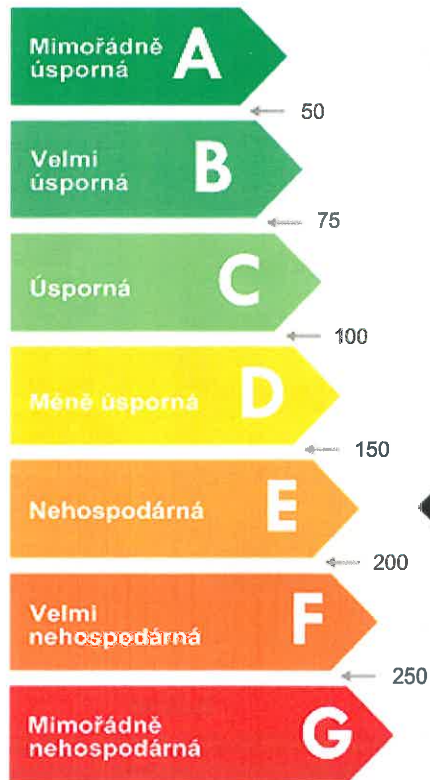 Mimořádně
úsporná
A
50
Velmi
úsporná
B
75
Úsporná
C
100
Méně úsporná
D
150
Nehospodárná
E
200
Velmi
nehospodárná
F
250
Mimořádně
nehospodárná
G